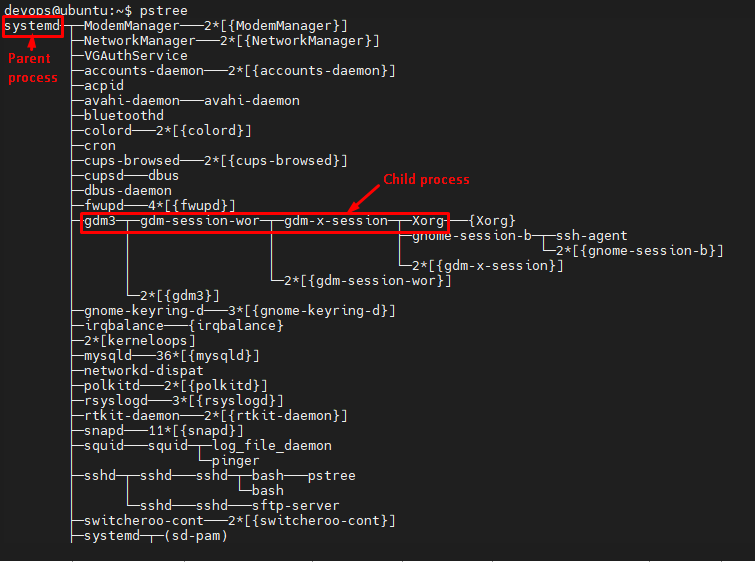 devops@ubuntu:~$ pstree
systemd─┬─ModemManager───2*[{ModemManager}]
├─NetworkManager───2*[{NetworkManager}]
Parent process
├─VGAuthService
├─accounts-daemon───2*[{accounts-daemon}]
├─acpid
├─avahi-daemon───avahi-daemon
├─bluetoothd
├─colord───2*[{colord}]
├─cron
├─cups-browsed───2*[{cups-browsed}]
├─cupsd───dbus
Child process
├─dbus-daemon
├─fwupd───4*[{fwupd}]
├─gdm3─┬─gdm-session-wor─┬─gdm-x-session─┬─Xorg───{Xorg}
├─gnome-session-b─┬─ssh-agent
└─2*[{gnome-session-b}]
└─2*[{gdm-x-session}]
└─2*[{gdm-session-wor}]
└─2*[{gdm3}]
├─gnome-keyring-d───3*[{gnome-keyring-d}]
├─irqbalance───{irqbalance}
├─2*[kerneloops]
├─mysqld───36*[{mysqld}]
├─networkd-dispat
├─polkitd───2*[{polkitd}]
├─rsyslogd───3*[{rsyslogd}]
├─rtkit-daemon───2*[{rtkit-daemon}]
├─snapd───11*[{snapd}]
├─squid───squid─┬─log_file_daemon
└─pinger
├─sshd─┬─sshd───sshd─┬─bash───pstree
└─bash
└─sshd───sshd───sftp-server
├─switcheroo-cont───2*[{switcheroo-cont}]
├─systemd─┬─(sd-pam)